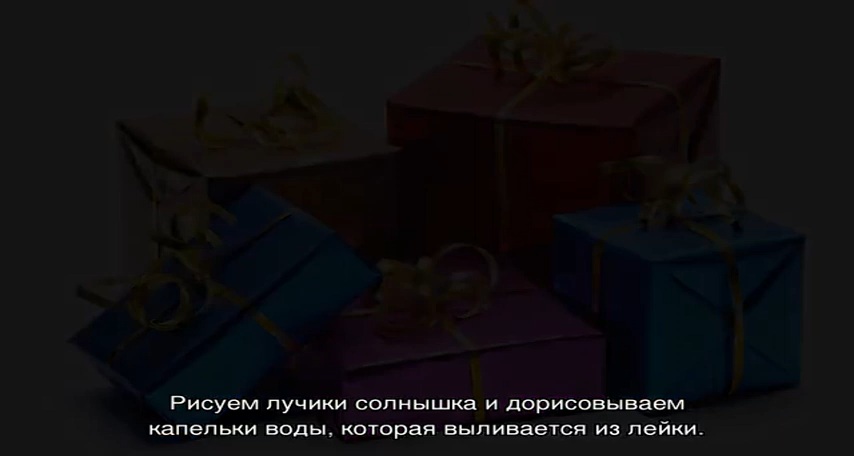 Рисуем лучики солнышка и дорисовываем
капельки воды, которая выливается из лейки.